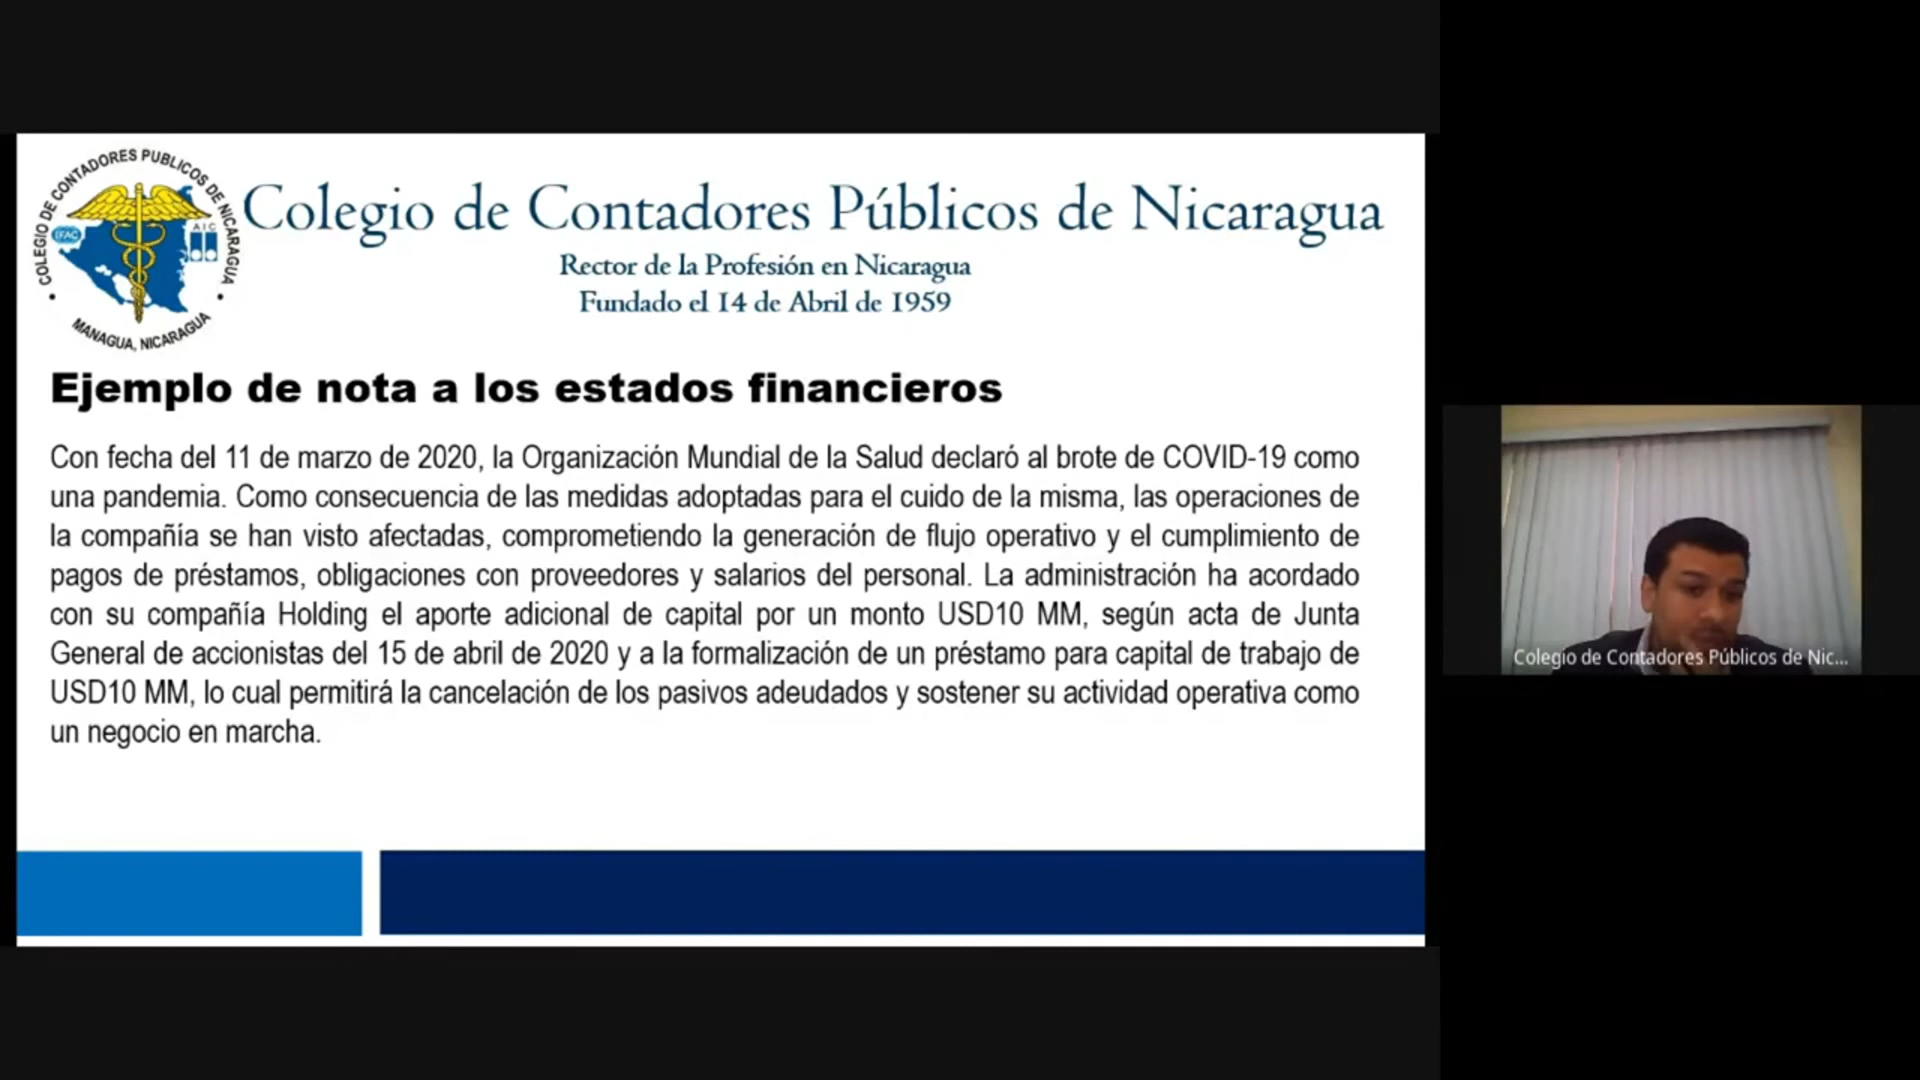 COLEGIO DE CONTADORES PUBLICOS DE NICARAGUA
IFAC
AIC
MANAGUA, NICARAGUA
Colegio de Contadores Públicos de Nicaragua
Rector de la Profesión en Nicaragua
Fundado el 14 de Abril de 1959
Ejemplo de nota a los estados financieros
Con fecha del 11 de marzo de 2020, la Organización Mundial de la Salud declaró al brote de COVID-19 como
una pandemia. Como consecuencia de las medidas adoptadas para el cuido de la misma, las operaciones de
la compañía se han visto afectadas, comprometiendo la generación de flujo operativo y el cumplimiento de
pagos de préstamos, obligaciones con proveedores y salarios del personal. La administración ha acordado
con su compañía Holding el aporte adicional de capital por un monto USD10 MM, según acta de Junta
General de accionistas del 15 de abril de 2020 y a la formalización de un préstamo para capital de trabajo de
USD10 MM, lo cual permitirá la cancelación de los pasivos adeudados y sostener su actividad operativa como
un negocio en marcha.
Colegio de Contadores Públicos de Nic...